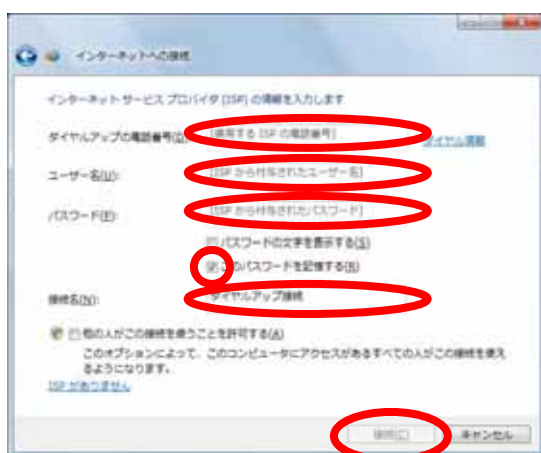 インターネットへの接続
インターネット サービス プロバイダ (ISP) の情報を入力します
ダイヤルアップの電話番号(D):
[使用する ISP の電話番号]
ダイヤル情報
ユーザー名(U):
[ISP から付与されたユーザー名]
パスワード(P):
[ISP から付与されたパスワード]
パスワードの文字を表示する(S)
このパスワードを記憶する(R)
接続名(N):
ダイヤルアップ接続
他の人がこの接続を使うことを許可する(A)
このオプションによって、このコンピュータにアクセスがあるすべての人がこの接続を使え
るようになります。
ISP がありません
接続(C)
キャンセル